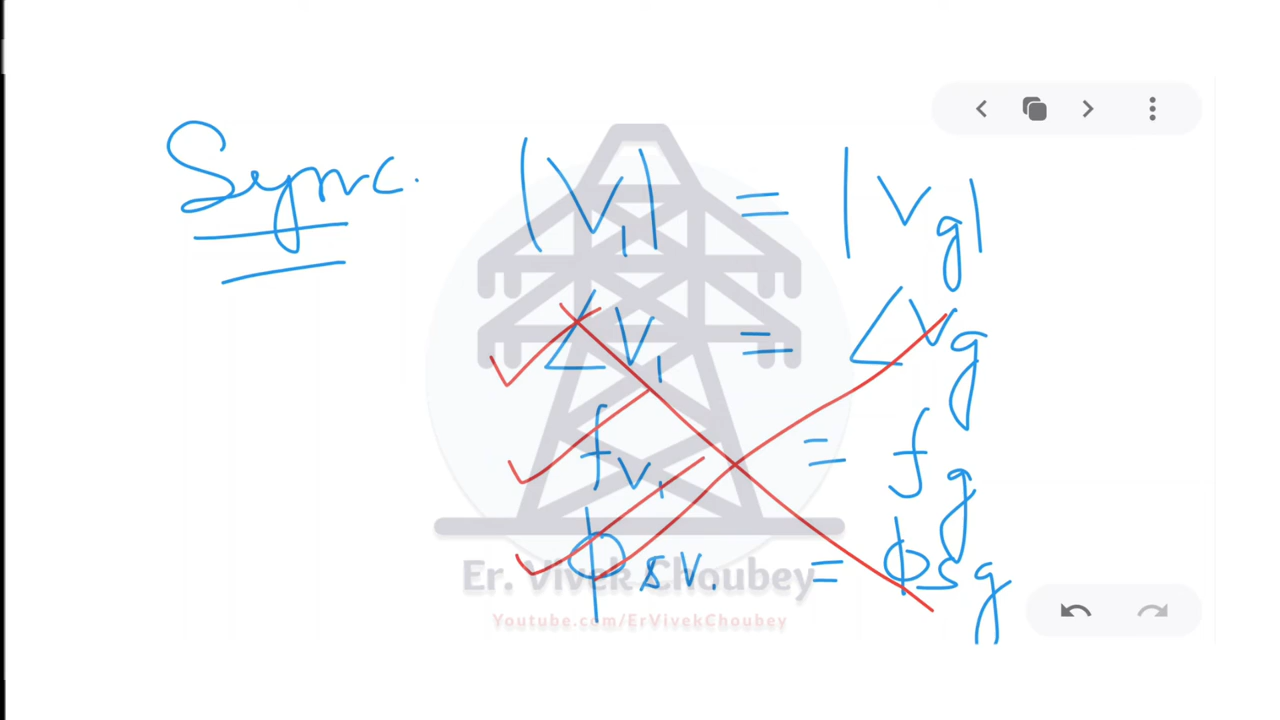 Sync. |V₁| = |Vg|
∠V₁ = ∠Vg
fv₁ = fg
ϕsv₁ = ϕsg
Er. Vivek Choubey
Youtube.com/ErVivekChoubey